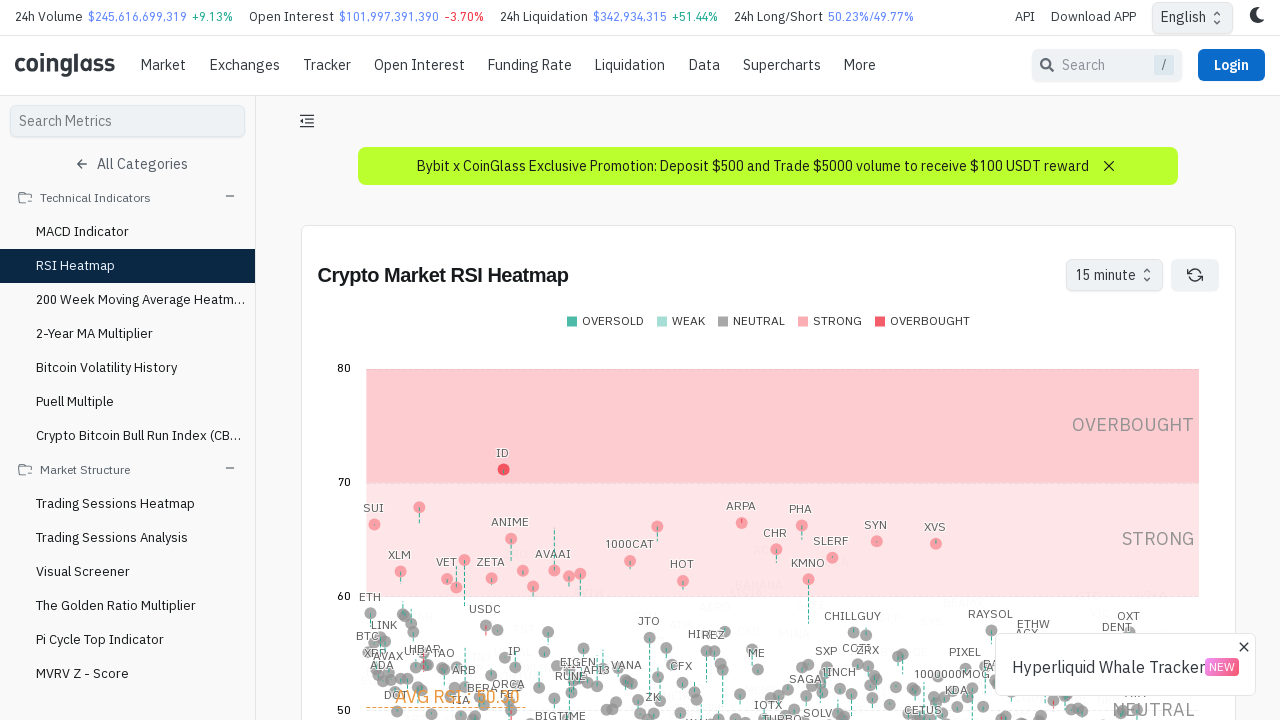 24h Volume $245,616,699,319 +9.13% Open Interest $101,997,391,390 -3.70% 24h Liquidation $342,934,315 +51.44% 24h Long/Short 50.23%/49.77% API Download APP English
coinglass Market Exchanges Tracker Open Interest Funding Rate Liquidation Data Supercharts More Search / Login
Search Metrics
All Categories
Technical Indicators
MACD Indicator
RSI Heatmap
200 Week Moving Average Heatm...
2-Year MA Multiplier
Bitcoin Volatility History
Puell Multiple
Crypto Bitcoin Bull Run Index (CB...
Market Structure
Trading Sessions Heatmap
Trading Sessions Analysis
Visual Screener
The Golden Ratio Multiplier
Pi Cycle Top Indicator
MVRV Z - Score
Bybit x CoinGlass Exclusive Promotion: Deposit $500 and Trade $5000 volume to receive $100 USDT reward
Crypto Market RSI Heatmap
15 minute
OVERSOLD WEAK NEUTRAL STRONG OVERBOUGHT
80
OVERBOUGHT
ID
70
SUI ANIME ARPA PHA SYN XVS
STRONG
XLM VET ZETA AVAAI 1000CAT HOT CHR SLERF KMNO
60
ETH USDC CHILLGUY RAYSOL OXT
LINK JTO ETHW DENT
BTC REZ
AVAX HBAR TAO IP ME SXP ZRX PIXEL
ADA ARB EIGEN VANA CFX SAGA 1INCH 1000000MOG
RUNE
DOT TIA BERA ORCA ZK IOTX KDA
AVG RSI : 50.50
50 BIGTIME TURBO SOLV CETUS
NEUTRAL
Hyperliquid Whale Tracker NEW